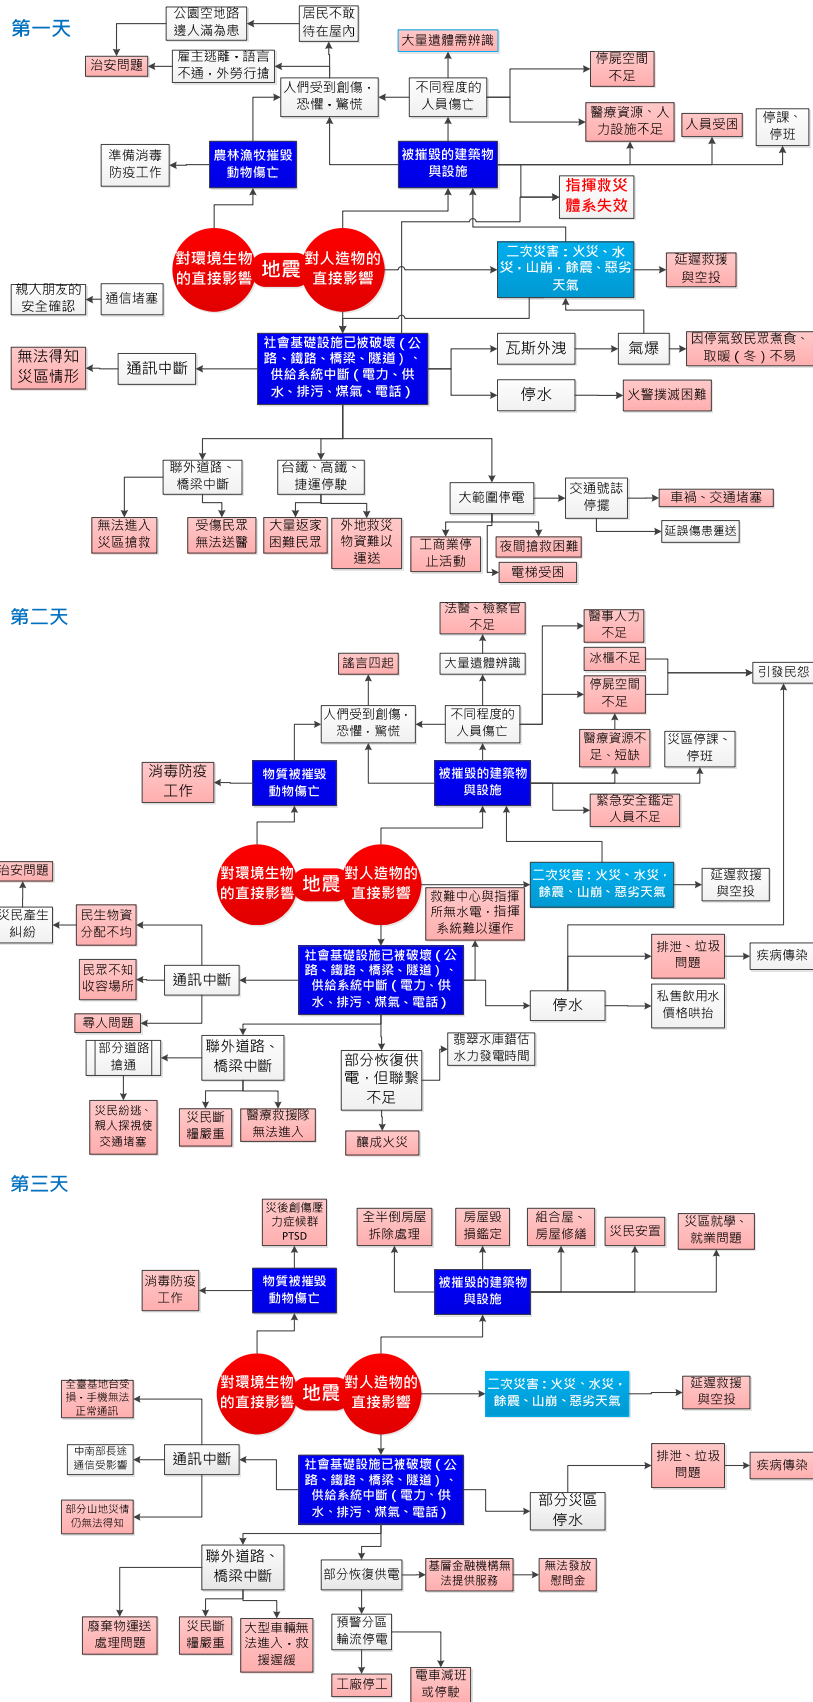 第一天
公園空地路
邊人滿為患
居民不敢
待在屋內
治安問題
雇主逃離・語言
不通・外勞行搶
大量遺體需辨識
停屍空間
不足
人們受到創傷・
恐懼・驚慌
不同程度的
人員傷亡
醫療資源、人
力設施不足
人員受困
停課、
停班
準備消毒
防疫工作
農林漁牧摧毀
動物傷亡
被摧毀的建築物
與設施
指揮救災
體系失效
對環境生物
的直接影響
地震
對人造物的
直接影響
二次災害：火災、水
災・山崩・餘震、惡劣
天氣
延遲救援
與空投
親人朋友的
安全確認
通信堵塞
無法得知
災區情形
通訊中斷
社會基礎設施已被破壞（公
路、鐵路、橋梁、隧道）、
供給系統中斷（電力、供
水、排污、煤氣、電話）
瓦斯外洩
氣爆
因停氣致民眾煮食、
取暖（冬）不易
停水
火警撲滅困難
聯外道路、
橋梁中斷
台鐵、高鐵、
捷運停駛
大範圍停電
交通號誌
停擺
車禍、交通堵塞
無法進入
災區搶救
受傷民眾
無法送醫
大量返家
困難民眾
外地救災
物資難以
運送
工商業停
止活動
夜間搶救困難
電梯受困
延誤傷患運送
第二天
法醫、檢察官
不足
醫事人力
不足
謠言四起
大量遺體辨識
冰櫃不足
引發民怨
停屍空間
不足
人們受到創傷・
恐懼・驚慌
不同程度的
人員傷亡
醫療資源不
足、短缺
災區停課、
停班
消毒防疫
工作
物質被摧毀
動物傷亡
被摧毀的建築物
與設施
緊急安全鑑定
人員不足
對環境生物
的直接影響
地震
對人造物的
直接影響
二次災害：火災、水災・
餘震、山崩、惡劣天氣
延遲救援
與空投
治安問題
災民產生
糾紛
民生物資
分配不均
救難中心與指揮
所無水電・指揮
系統難以運作
民眾不知
收容場所
通訊中斷
社會基礎設施已被破壞（公
路、鐵路、橋梁、隧道）、
供給系統中斷（電力、供
水、排污、煤氣、電話）
排泄、垃圾
問題
疾病傳染
停水
私售飲用水
價格哄抬
尋人問題
部分道路
搶通
聯外道路、
橋梁中斷
部分恢復供
電・但聯繫
不足
翡翠水庫錯估
水力發電時間
災民紛逃、
親人探視使
交通堵塞
災民斷
糧嚴重
醫療救援隊
無法進入
釀成火災
第三天
災後創傷壓
力症候群
PTSD
全半倒房屋
拆除處理
房屋毀
損鑑定
組合屋、
房屋修繕
災民安置
災區就學、
就業問題
消毒防疫
工作
物質被摧毀
動物傷亡
被摧毀的建築物
與設施
對環境生物
的直接影響
地震
對人造物的
直接影響
二次災害：火災、水災・
餘震、山崩、惡劣天氣
延遲救援
與空投
全臺基地台受
損・手機無法
正常通訊
中南部長途
通信受影響
通訊中斷
部分山地災情
仍無法得知
社會基礎設施已被破壞（公
路、鐵路、橋梁、隧道）、
供給系統中斷（電力、供
水、排污、煤氣、電話）
排泄、垃圾
問題
疾病傳染
部分災區
停水
聯外道路、
橋梁中斷
部分恢復供電
基層金融機構無
法提供服務
無法發放
慰問金
廢棄物運送
處理問題
災民斷
糧嚴重
大型車輛無
法進入・救
援遲緩
預警分區
輪流停電
工廠停工
電車減班
或停駛